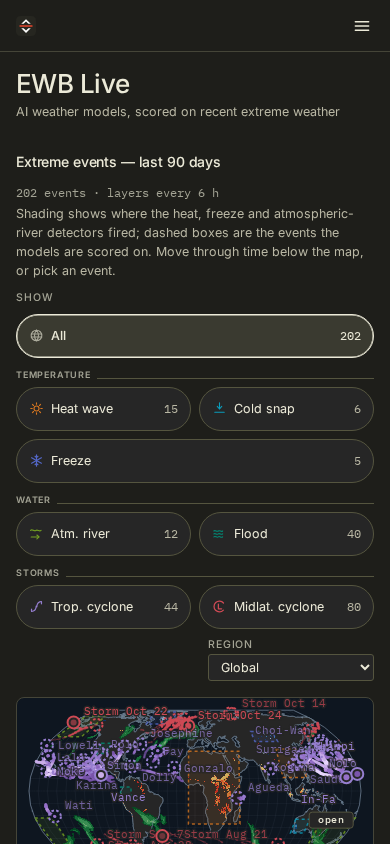 EWB Live
AI weather models, scored on recent extreme weather
Extreme events — last 90 days
202 events · layers every 6 h
Shading shows where the heat, freeze and atmospheric-
river detectors fired; dashed boxes are the events the
models are scored on. Move through time below the map,
or pick an event.
SHOW
All 202
TEMPERATURE
Heat wave 15
Cold snap 6
Freeze 5
WATER
Atm. river 12
Flood 40
STORMS
Trop. cyclone 44
Midlat. cyclone 80
REGION
Global
Storm Oct 14
Storm Oct 22
Oct 24
Josephine
Choi-Wan
Fay
Gonzalo
Dolly
Karina
Vance
Agueda
In-Fa
Wati
open
Storm Aug 21